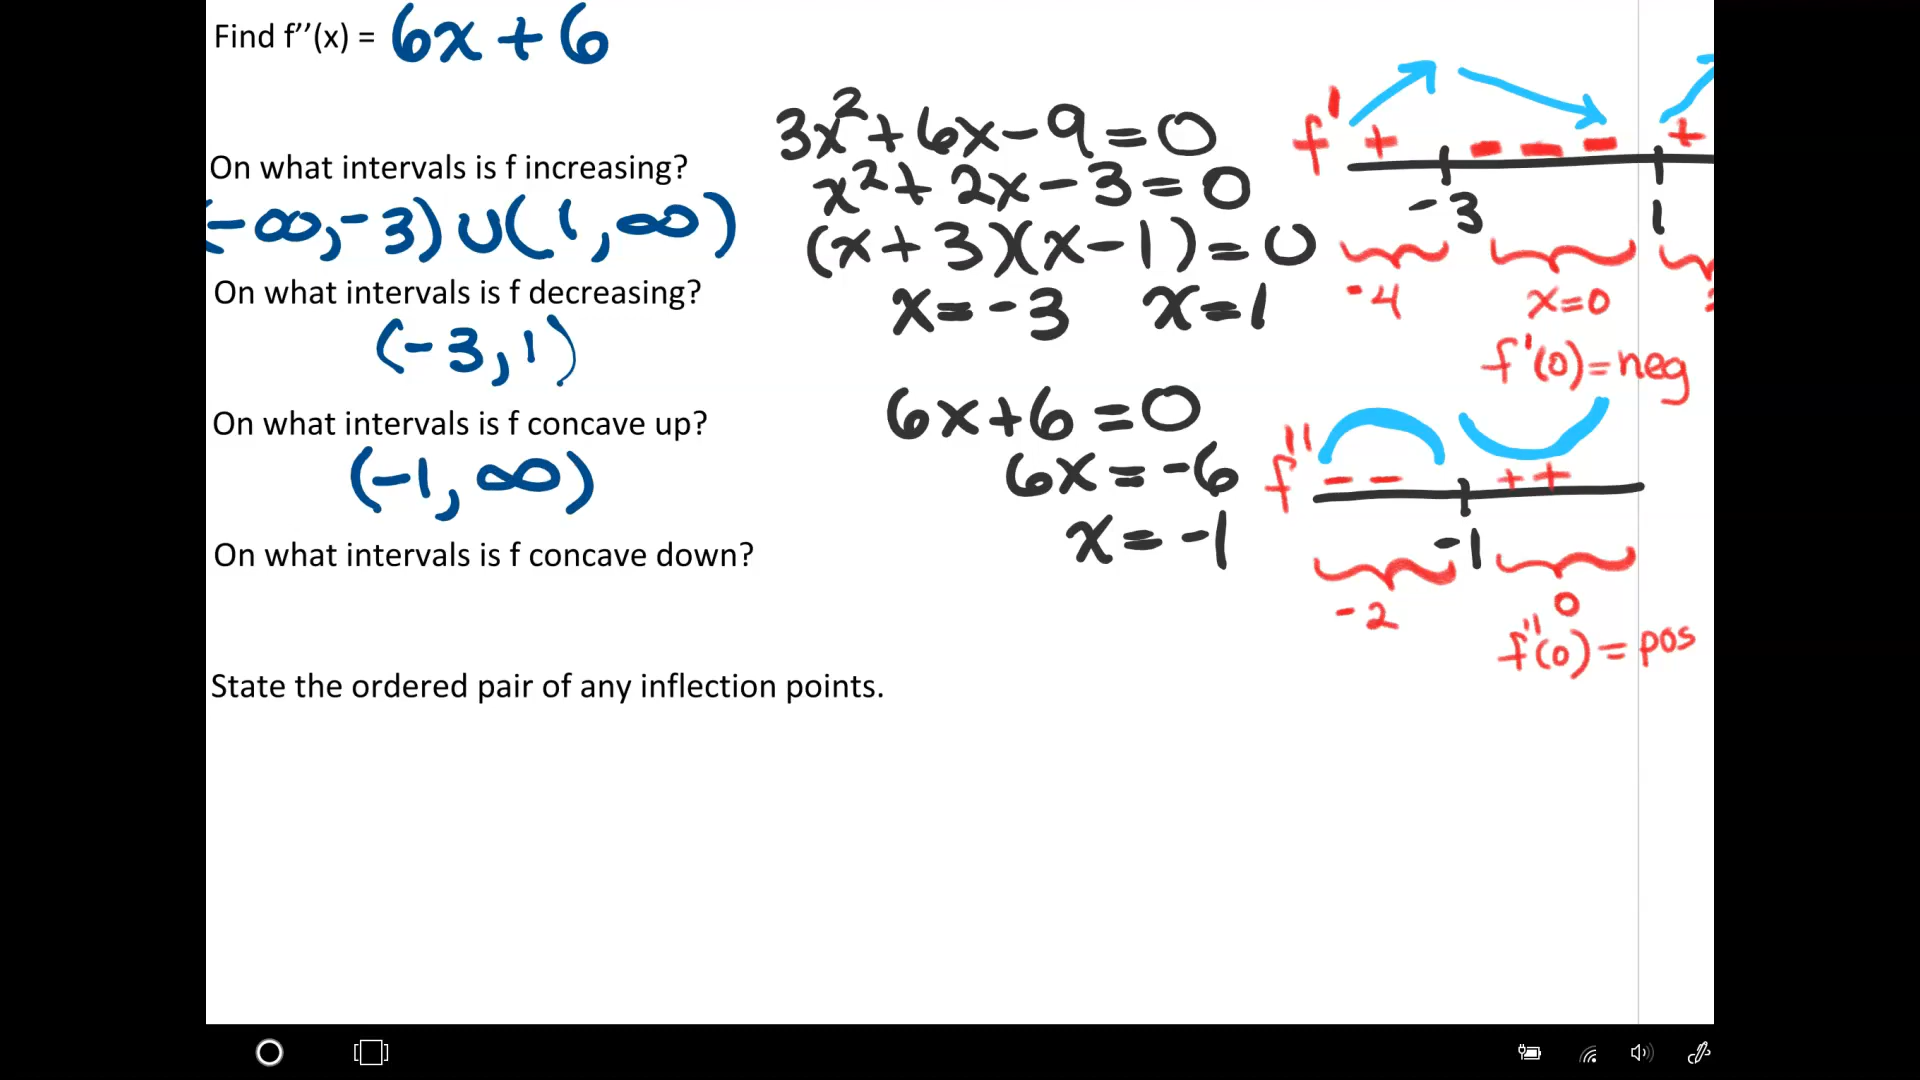 Find f’’(x) = 6x + 6
On what intervals is f increasing?
(-∞, -3) ∪ (1, ∞)
On what intervals is f decreasing?
(-3, 1)
On what intervals is f concave up?
(-1, ∞)
On what intervals is f concave down?
State the ordered pair of any inflection points.
3x² + 6x - 9 = 0
x² + 2x - 3 = 0
(x + 3)(x - 1) = 0
x = -3 x = 1
6x + 6 = 0
6x = -6
x = -1
f' + - - - +
-3 1
-4 x=0
f'(0) = neg
f'' - - + +
-1
-2 0
f''(0) = pos